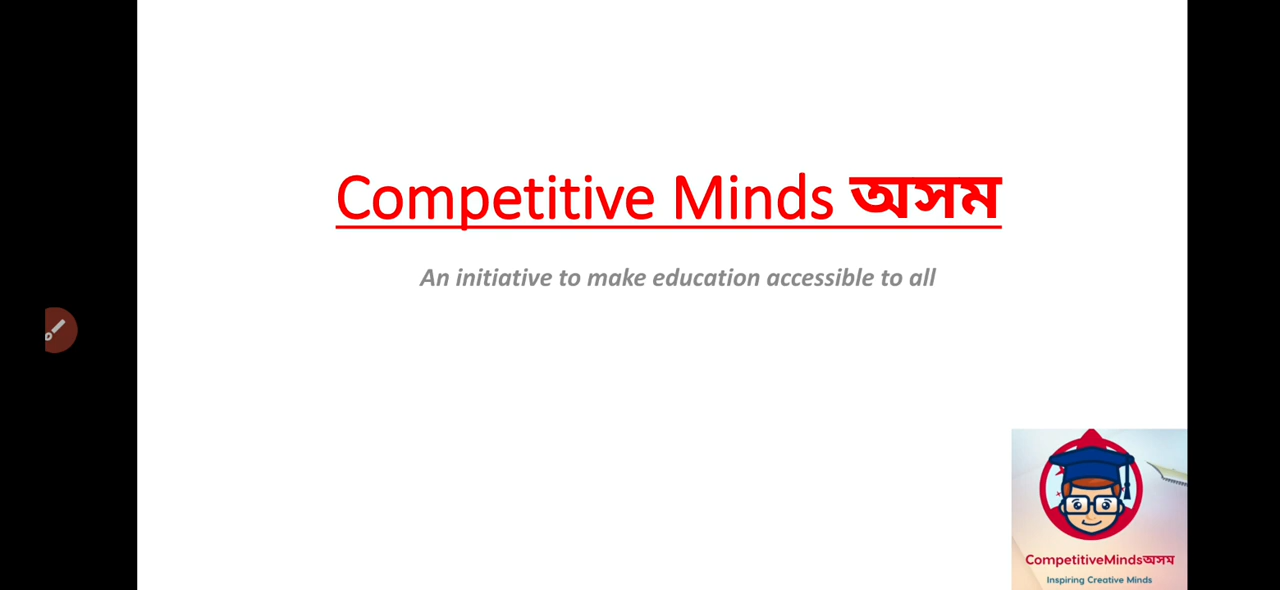 Competitive Minds অসম
An initiative to make education accessible to all
CompetitiveMindsঅসম
Inspiring Creative Minds